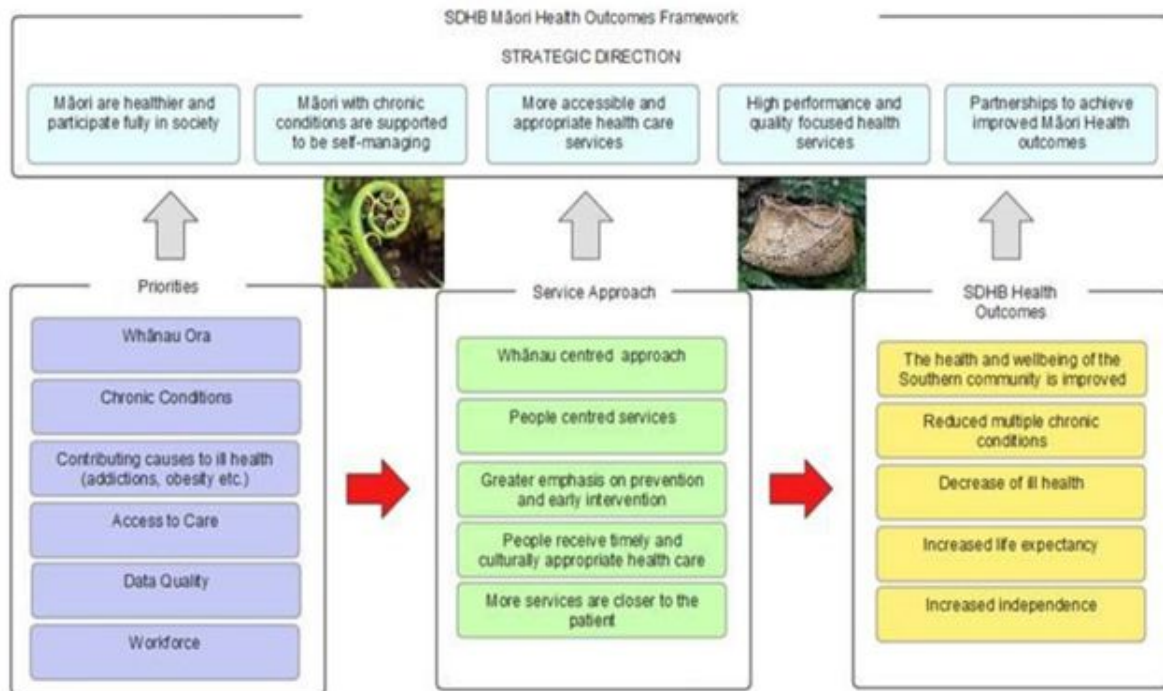 SDHB Māori Health Outcomes Framework
STRATEGIC DIRECTION
Māori are healthier and
participate fully in society
Māori with chronic
conditions are supported
to be self-managing
More accessible and
appropriate health care
services
High performance and
quality focused health
services
Partnerships to achieve
improved Māori Health
outcomes
Priorities
Whānau Ora
Chronic Conditions
Contributing causes to ill health
(addictions, obesity etc.)
Access to Care
Data Quality
Workforce
Service Approach
Whānau centred approach
People centred services
Greater emphasis on prevention
and early intervention
People receive timely and
culturally appropriate health care
More services are closer to the
patient
SDHB Health
Outcomes
The health and wellbeing of the
Southern community is improved
Reduced multiple chronic
conditions
Decrease of ill health
Increased life expectancy
Increased independence